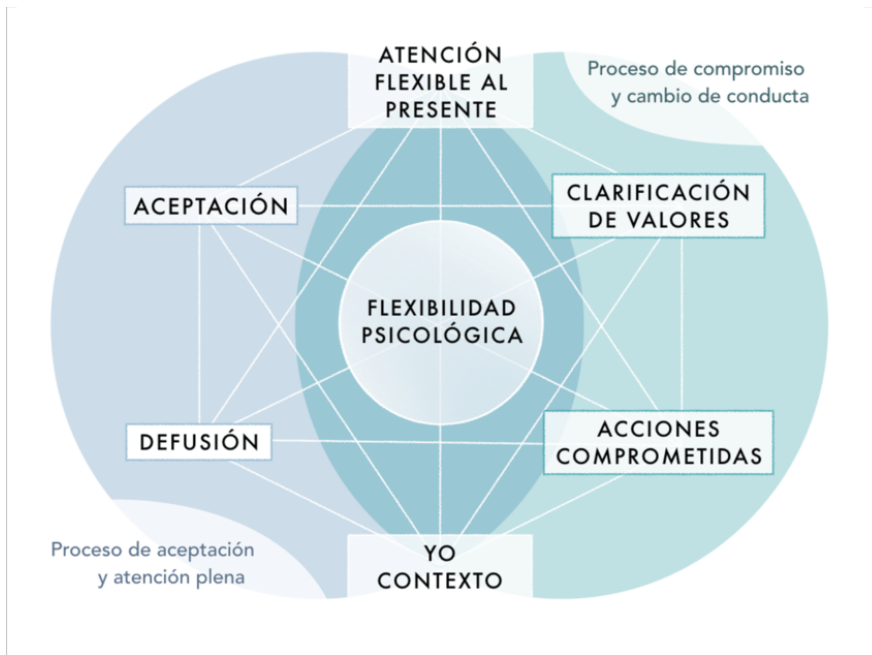 ATENCIÓN
FLEXIBLE AL
PRESENTE
Proceso de compromiso
y cambio de conducta
ACEPTACIÓN
CLARIFICACIÓN
DE VALORES
FLEXIBILIDAD
PSICOLÓGICA
DEFUSIÓN
ACCIONES
COMPROMETIDAS
Proceso de aceptación
y atención plena
YO
CONTEXTO